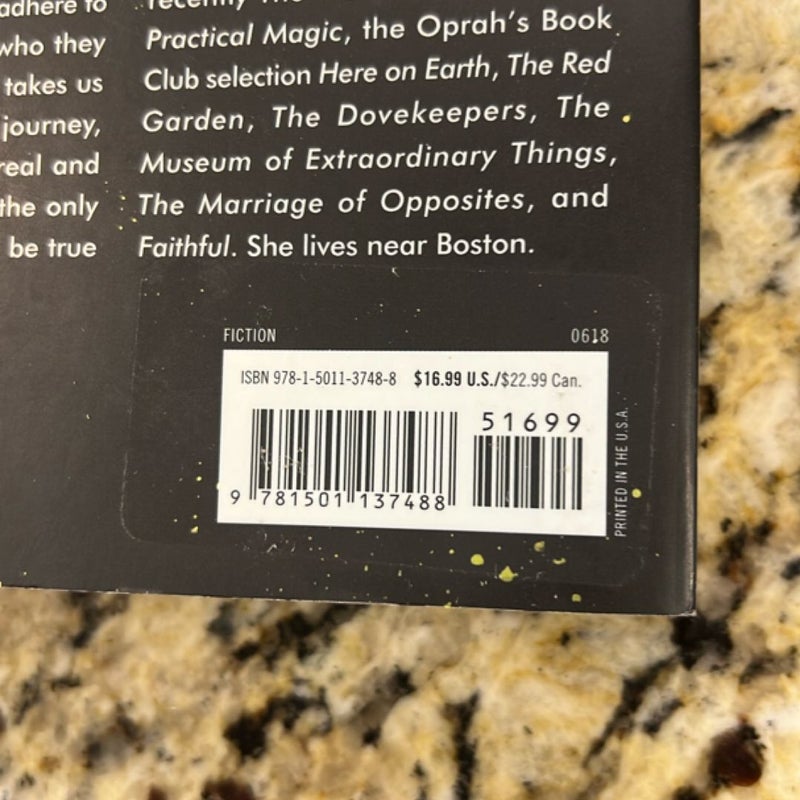 adhere to
who they
takes us
journey,
real and
the only
be true
recently The
Practical Magic, the Oprah's Book
Club selection Here on Earth, The Red
Garden, The Dovekeepers, The
Museum of Extraordinary Things,
The Marriage of Opposites, and
Faithful. She lives near Boston.
FICTION 0618
ISBN 978-1-5011-3748-8 $16.99 U.S./$22.99 Can.
51699
9 781501 137488
PRINTED IN THE U.S.A.